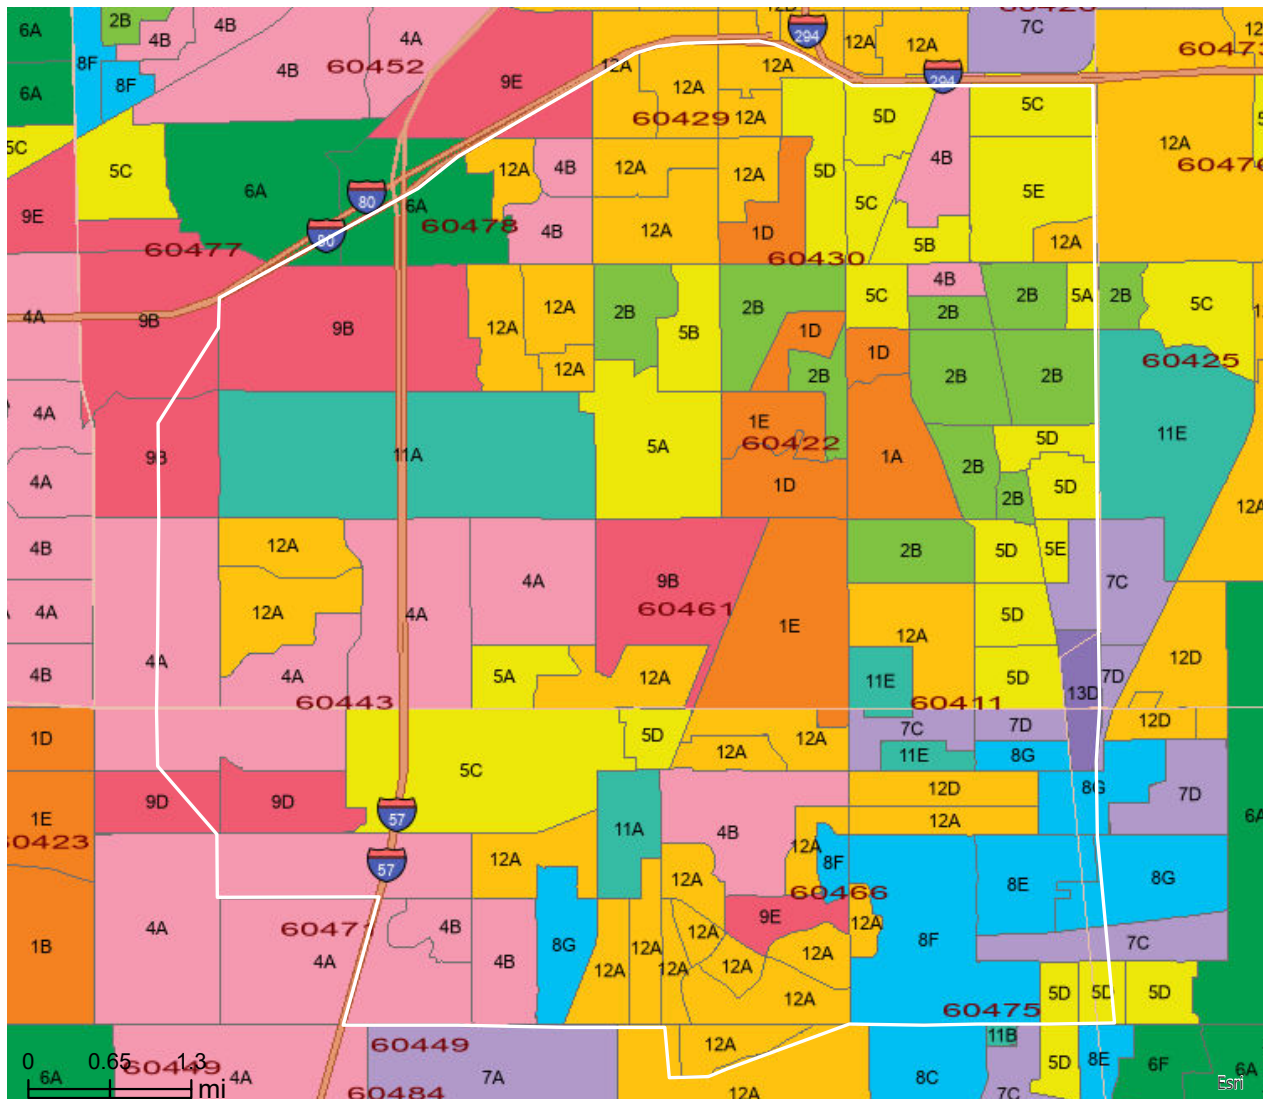 60426
12B
6A 2B 4B 4B 4A 294 12A 12A 7C 12
60473
8F 4B 60452 12A 12A 294
6A 8F 9E 12A 5C
60429 12A 5D
5C 5C 12A 4B 12A
6A 12A 4B 12A 12A 5D 5E 60476
80 6A 5C
9E 60478 4B 12A 1D 5B 12A
60477 80 60430
4A 9B 9B 12A 12A 2B 5B 2B 1D 5C 4B 2B 2B 5A 2B 5C
12A 2B 1D 2B 2B 60425
4A 9B 11A 5A 1E 60422 1A 5D 11E
4A 1D 2B 2B 5D 12A
4B 12A 4A 9B 2B 5D 5E 7C
4A 12A 4A 60461 1E 12A 5D
4B 4A 4A 5A 12A 11E 5D 13D 7D 12D
60443 60411
1D 5D 12A 12A 7C 7D 12D
5C 11E 8G
1E 9D 9D 12D 8G 7D
60423 57 11A 4B 12A 6A
57 12A 12A 8F 8E 8G
12A 60466
1B 4A 60471 4B 9E 12A 8F 7C
4A 4B 8G 12A 12A 12A 12A 12A 12A
12A 60475 5D 5D 5D
60449 12A 11B
0 0.65 1.3 60449 4A 7A 8C 5D 8E 6F 6A
6A mi 60484 12A 7C Esri